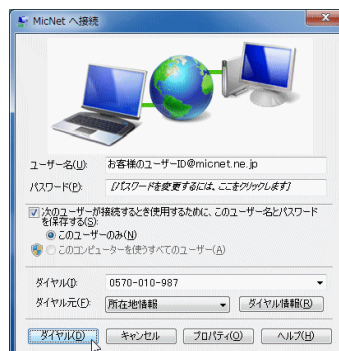 MicNet へ接続
ユーザー名(U):
お客様のユーザーID@micnet.ne.jp
パスワード(P):
[パスワードを変更するには、ここをクリックします]
次のユーザーが接続するとき使用するために、このユーザー名とパスワード
を保存する(S):
このユーザーのみ(N)
このコンピューターを使うすべてのユーザー(A)
ダイヤル(I):
0570-010-987
ダイヤル元(F):
所在地情報
ダイヤル情報(R)
ダイヤル(D)
キャンセル
プロパティ(O)
ヘルプ(H)